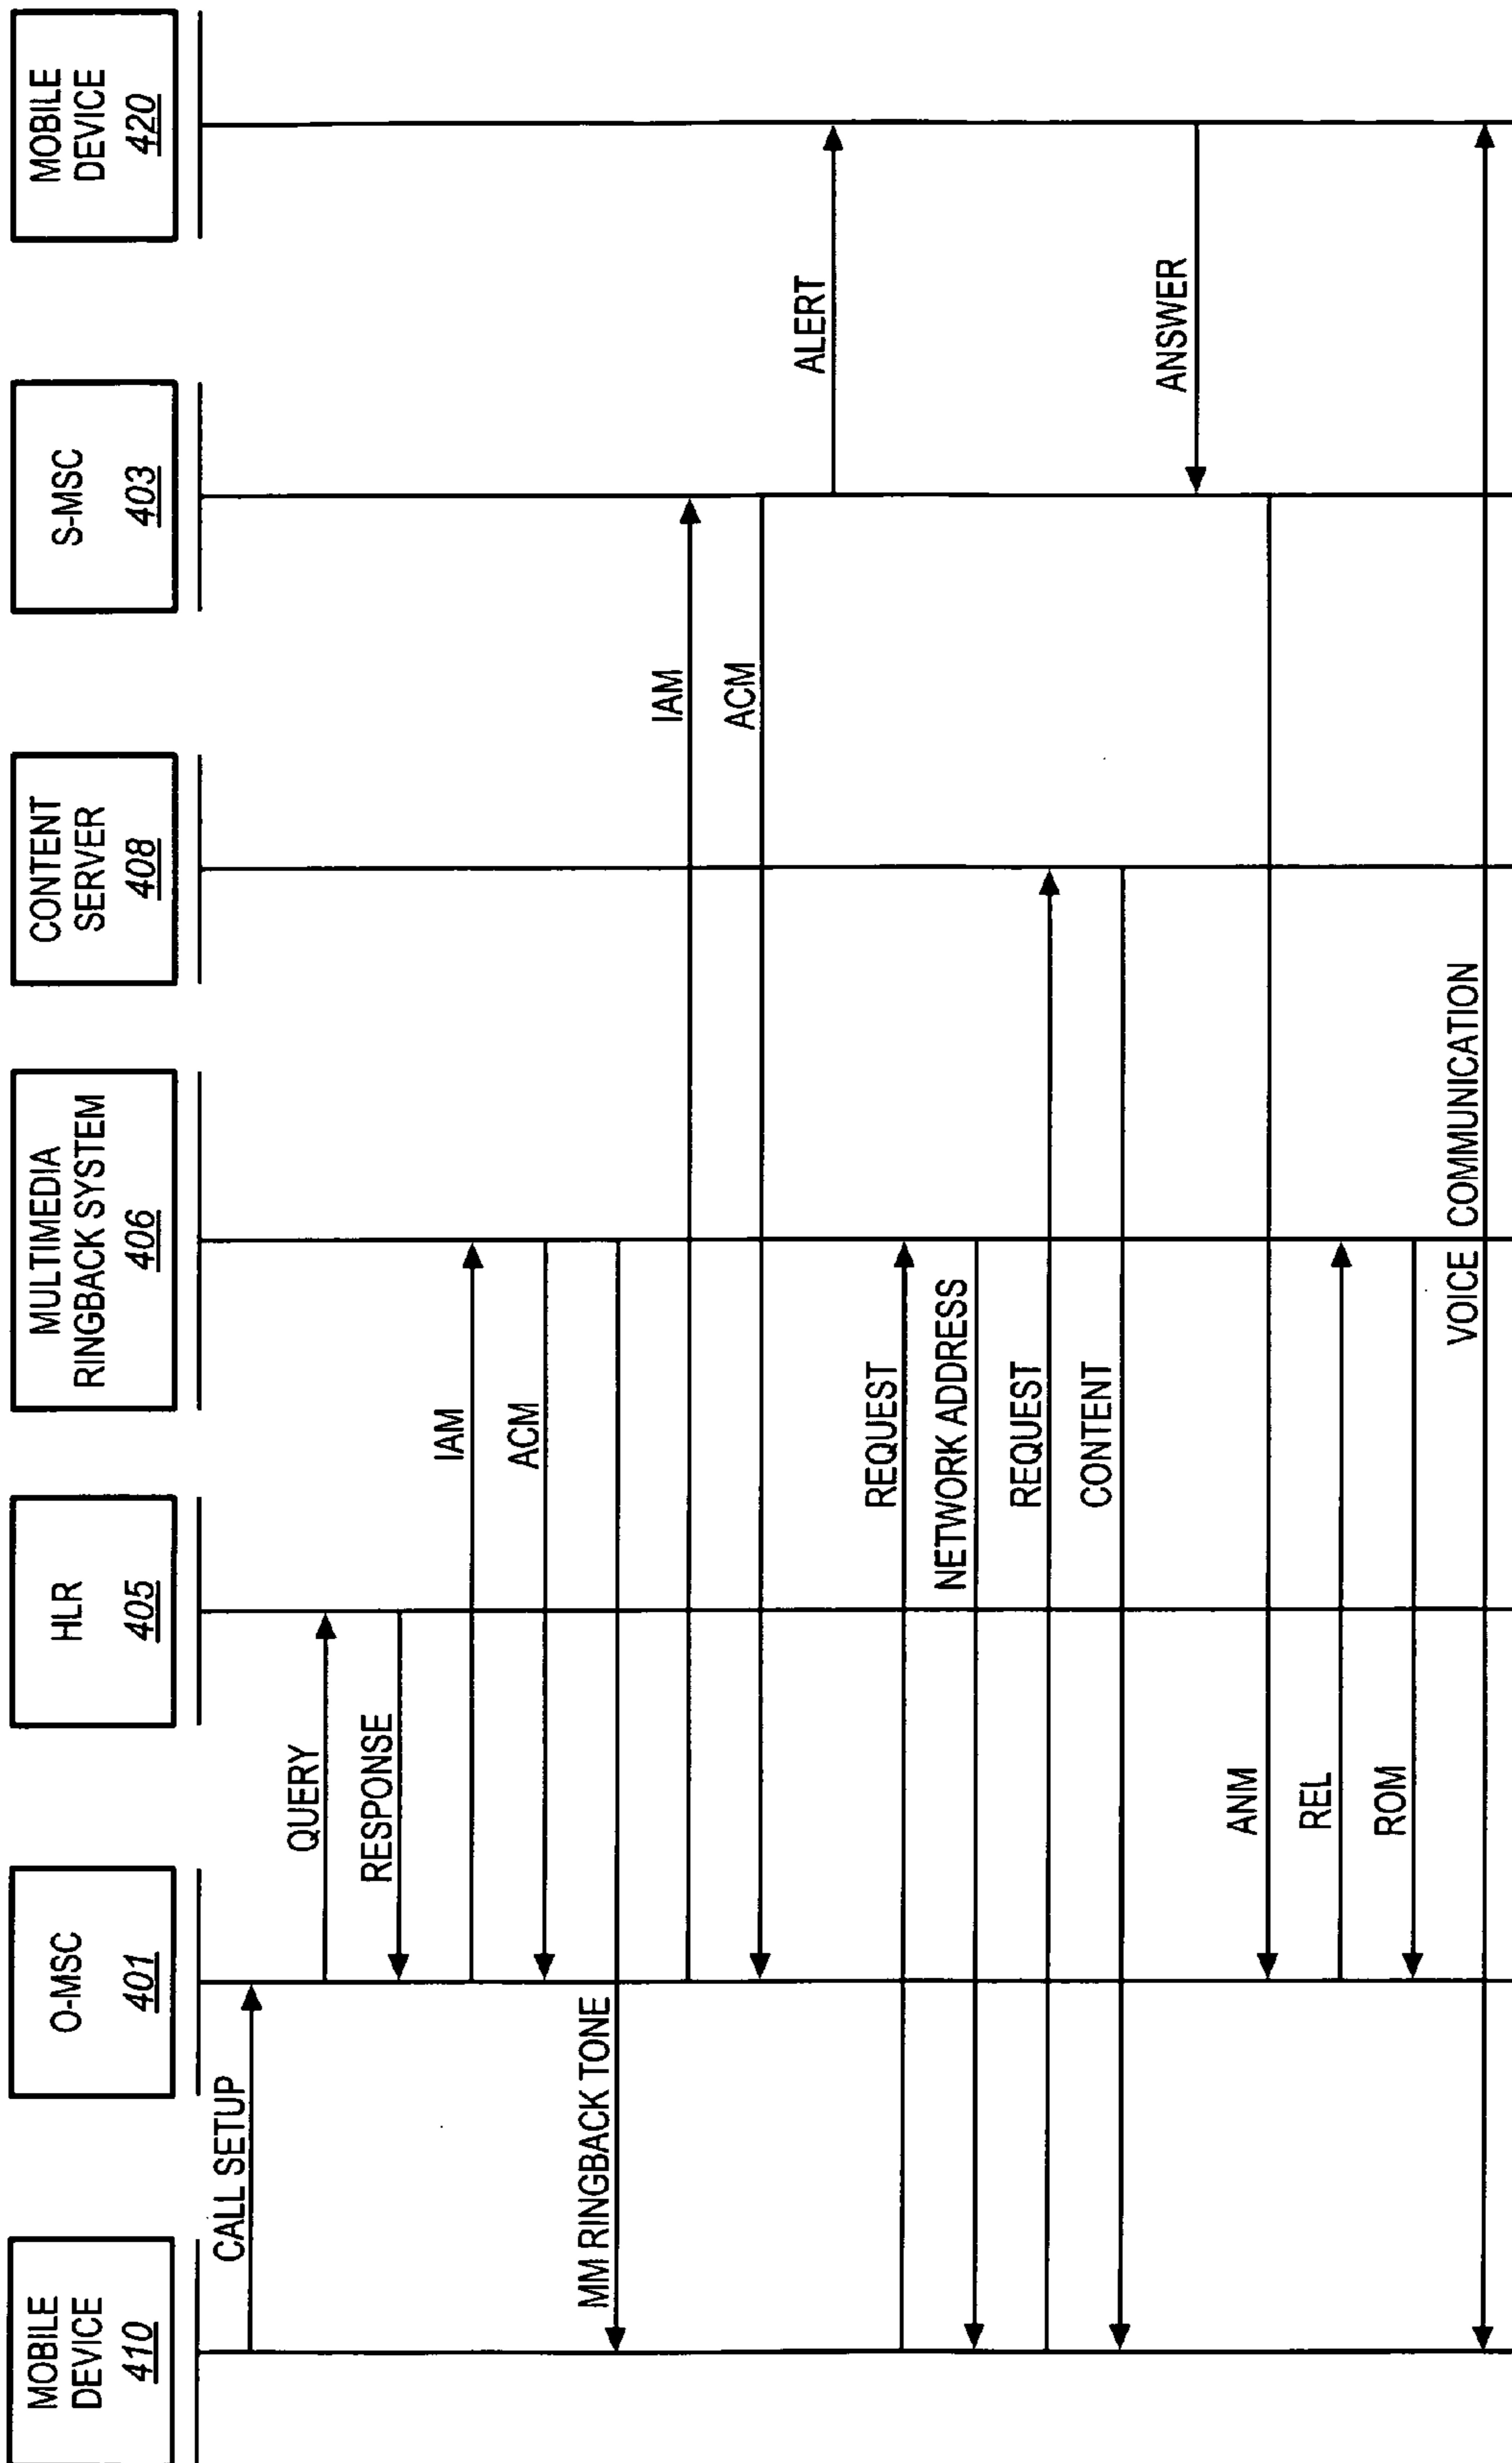 MOBILE
DEVICE
410
O-MSC
401
HLR
405
MULTIMEDIA
RINGBACK SYSTEM
406
CONTENT
SERVER
408
S-MSC
403
MOBILE
DEVICE
420
CALL SETUP
QUERY
RESPONSE
IAM
ACM
MM RINGBACK TONE
IAM
ACM
ALERT
REQUEST
NETWORK ADDRESS
REQUEST
CONTENT
ANSWER
ANM
REL
ROM
VOICE COMMUNICATION